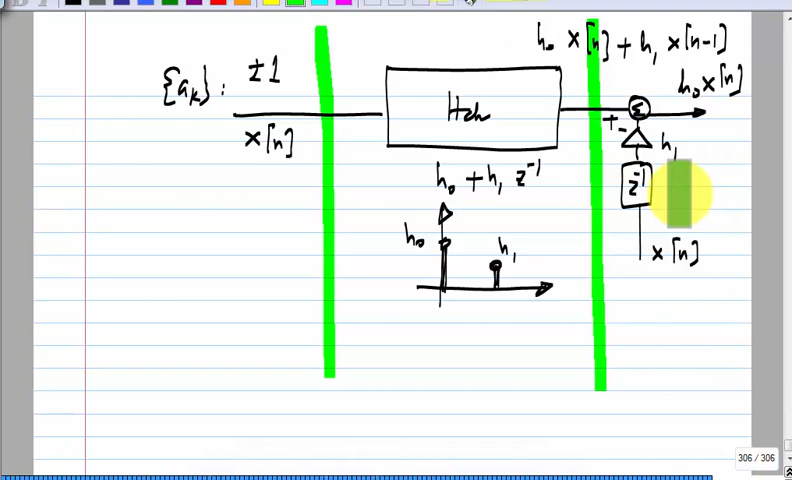 h₀ x[n] + h₁ x[n-1]
{aₖ} : ±1
h₀ x[n]
Hch
Σ
+
-
x[n]
h₁
h₀ + h₁ z⁻¹
z⁻¹
h₀
h₁
x[n]
306 / 306